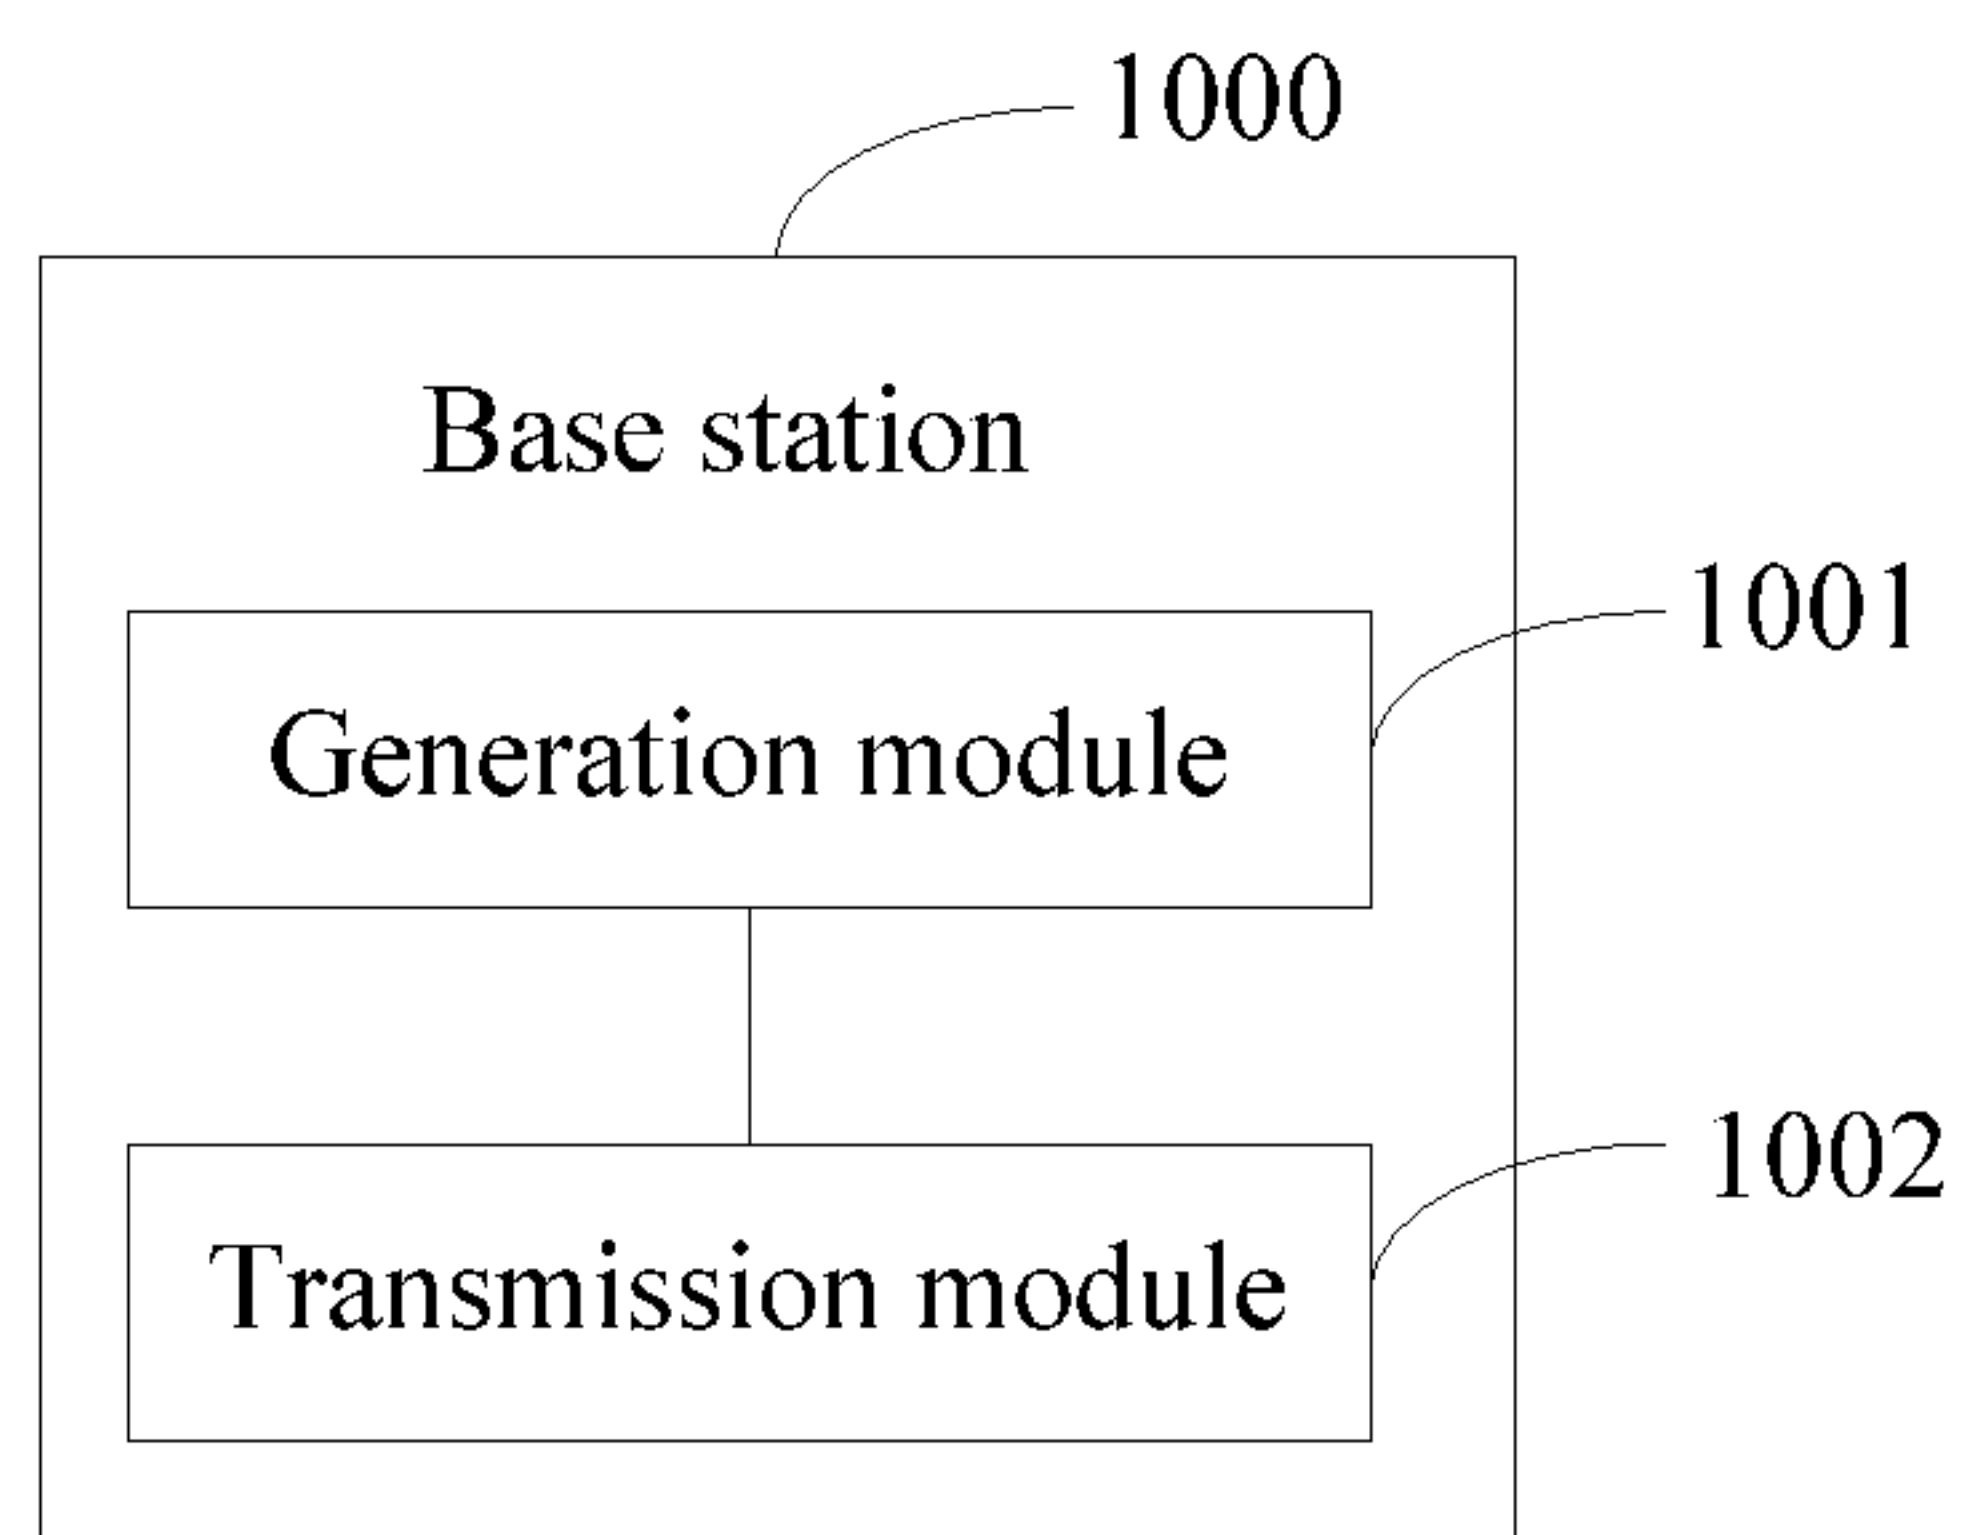 1000
Base station
1001
Generation module
1002
Transmission module